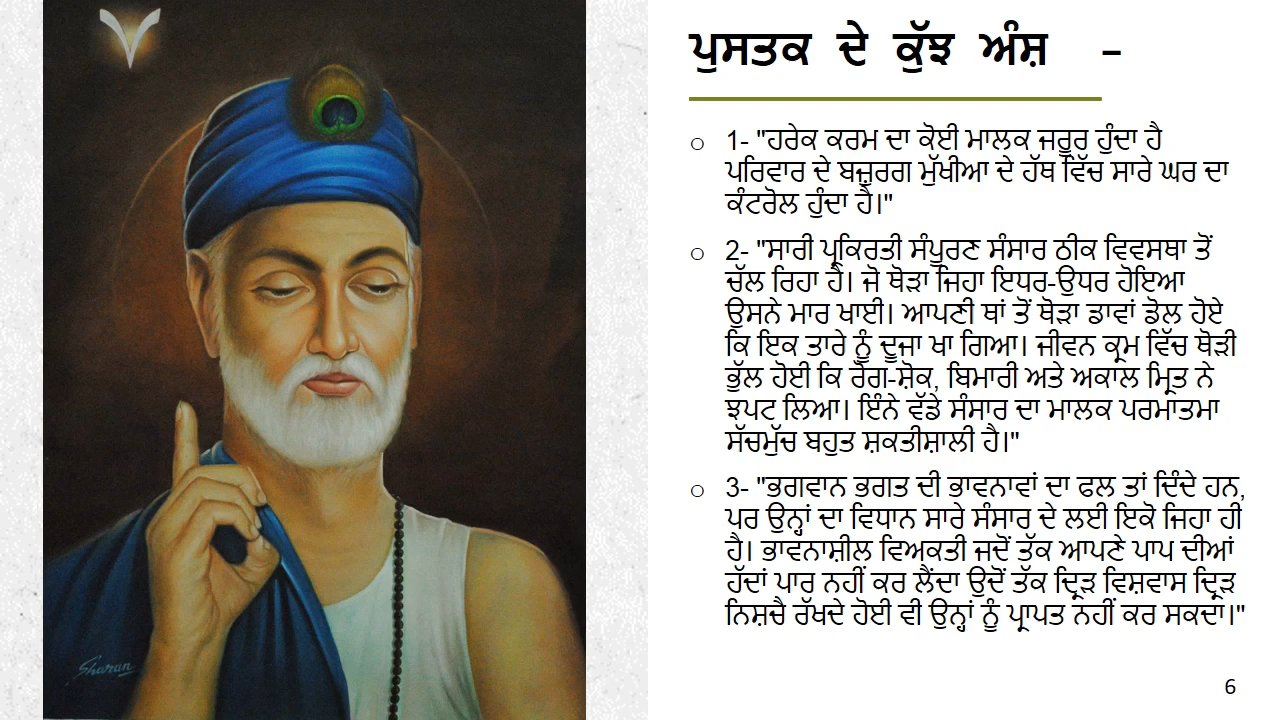 ਪੁਸਤਕ ਦੇ ਕੁੱਝ ਅੰਸ਼ –
1- "ਹਰੇਕ ਕਰਮ ਦਾ ਕੋਈ ਮਾਲਕ ਜਰੂਰ ਹੁੰਦਾ ਹੈ
ਪਰਿਵਾਰ ਦੇ ਬਜ਼ੁਰਗ ਮੁੱਖੀਆ ਦੇ ਹੱਥ ਵਿੱਚ ਸਾਰੇ ਘਰ ਦਾ
ਕੰਟਰੋਲ ਹੁੰਦਾ ਹੈ।"
2- "ਸਾਰੀ ਪ੍ਰਕਿਰਤੀ ਸੰਪੂਰਣ ਸੰਸਾਰ ਠੀਕ ਵਿਵਸਥਾ ਤੋਂ
ਚੱਲ ਰਿਹਾ ਹੈ। ਜੋ ਥੋੜਾ ਜਿਹਾ ਇਧਰ-ਉਧਰ ਹੋਇਆ
ਉਸਨੇ ਮਾਰ ਖਾਈ। ਆਪਣੀ ਥਾਂ ਤੋਂ ਥੋੜਾ ਡਾਵਾਂ ਡੋਲ ਹੋਏ
ਕਿ ਇਕ ਤਾਰੇ ਨੂੰ ਦੂਜਾ ਖਾ ਗਿਆ। ਜੀਵਨ ਕ੍ਰਮ ਵਿੱਚ ਥੋੜੀ
ਭੁੱਲ ਹੋਈ ਕਿ ਰੋਗ-ਸ਼ੋਕ, ਬਿਮਾਰੀ ਅਤੇ ਅਕਾਲ ਮ੍ਰਿਤ ਨੇ
ਝਪਟ ਲਿਆ। ਇੰਨੇ ਵੱਡੇ ਸੰਸਾਰ ਦਾ ਮਾਲਕ ਪਰਮਾਤਮਾ
ਸੱਚਮੁੱਚ ਬਹੁਤ ਸ਼ਕਤੀਸ਼ਾਲੀ ਹੈ।"
3- "ਭਗਵਾਨ ਭਗਤ ਦੀ ਭਾਵਨਾਵਾਂ ਦਾ ਫਲ ਤਾਂ ਦਿੰਦੇ ਹਨ,
ਪਰ ਉਨ੍ਹਾਂ ਦਾ ਵਿਧਾਨ ਸਾਰੇ ਸੰਸਾਰ ਦੇ ਲਈ ਇਕੋ ਜਿਹਾ ਹੀ
ਹੈ। ਭਾਵਨਾਸ਼ੀਲ ਵਿਅਕਤੀ ਜਦੋਂ ਤੱਕ ਆਪਣੇ ਪਾਪ ਦੀਆਂ
ਹੱਦਾਂ ਪਾਰ ਨਹੀਂ ਕਰ ਲੈਂਦਾ ਉਦੋਂ ਤੱਕ ਦ੍ਰਿੜ ਵਿਸ਼ਵਾਸ ਦ੍ਰਿੜ
ਨਿਸ਼ਚੈ ਰੱਖਦੇ ਹੋਈ ਵੀ ਉਨ੍ਹਾਂ ਨੂੰ ਪ੍ਰਾਪਤ ਨਹੀਂ ਕਰ ਸਕਦਾ।"
Sharan
6